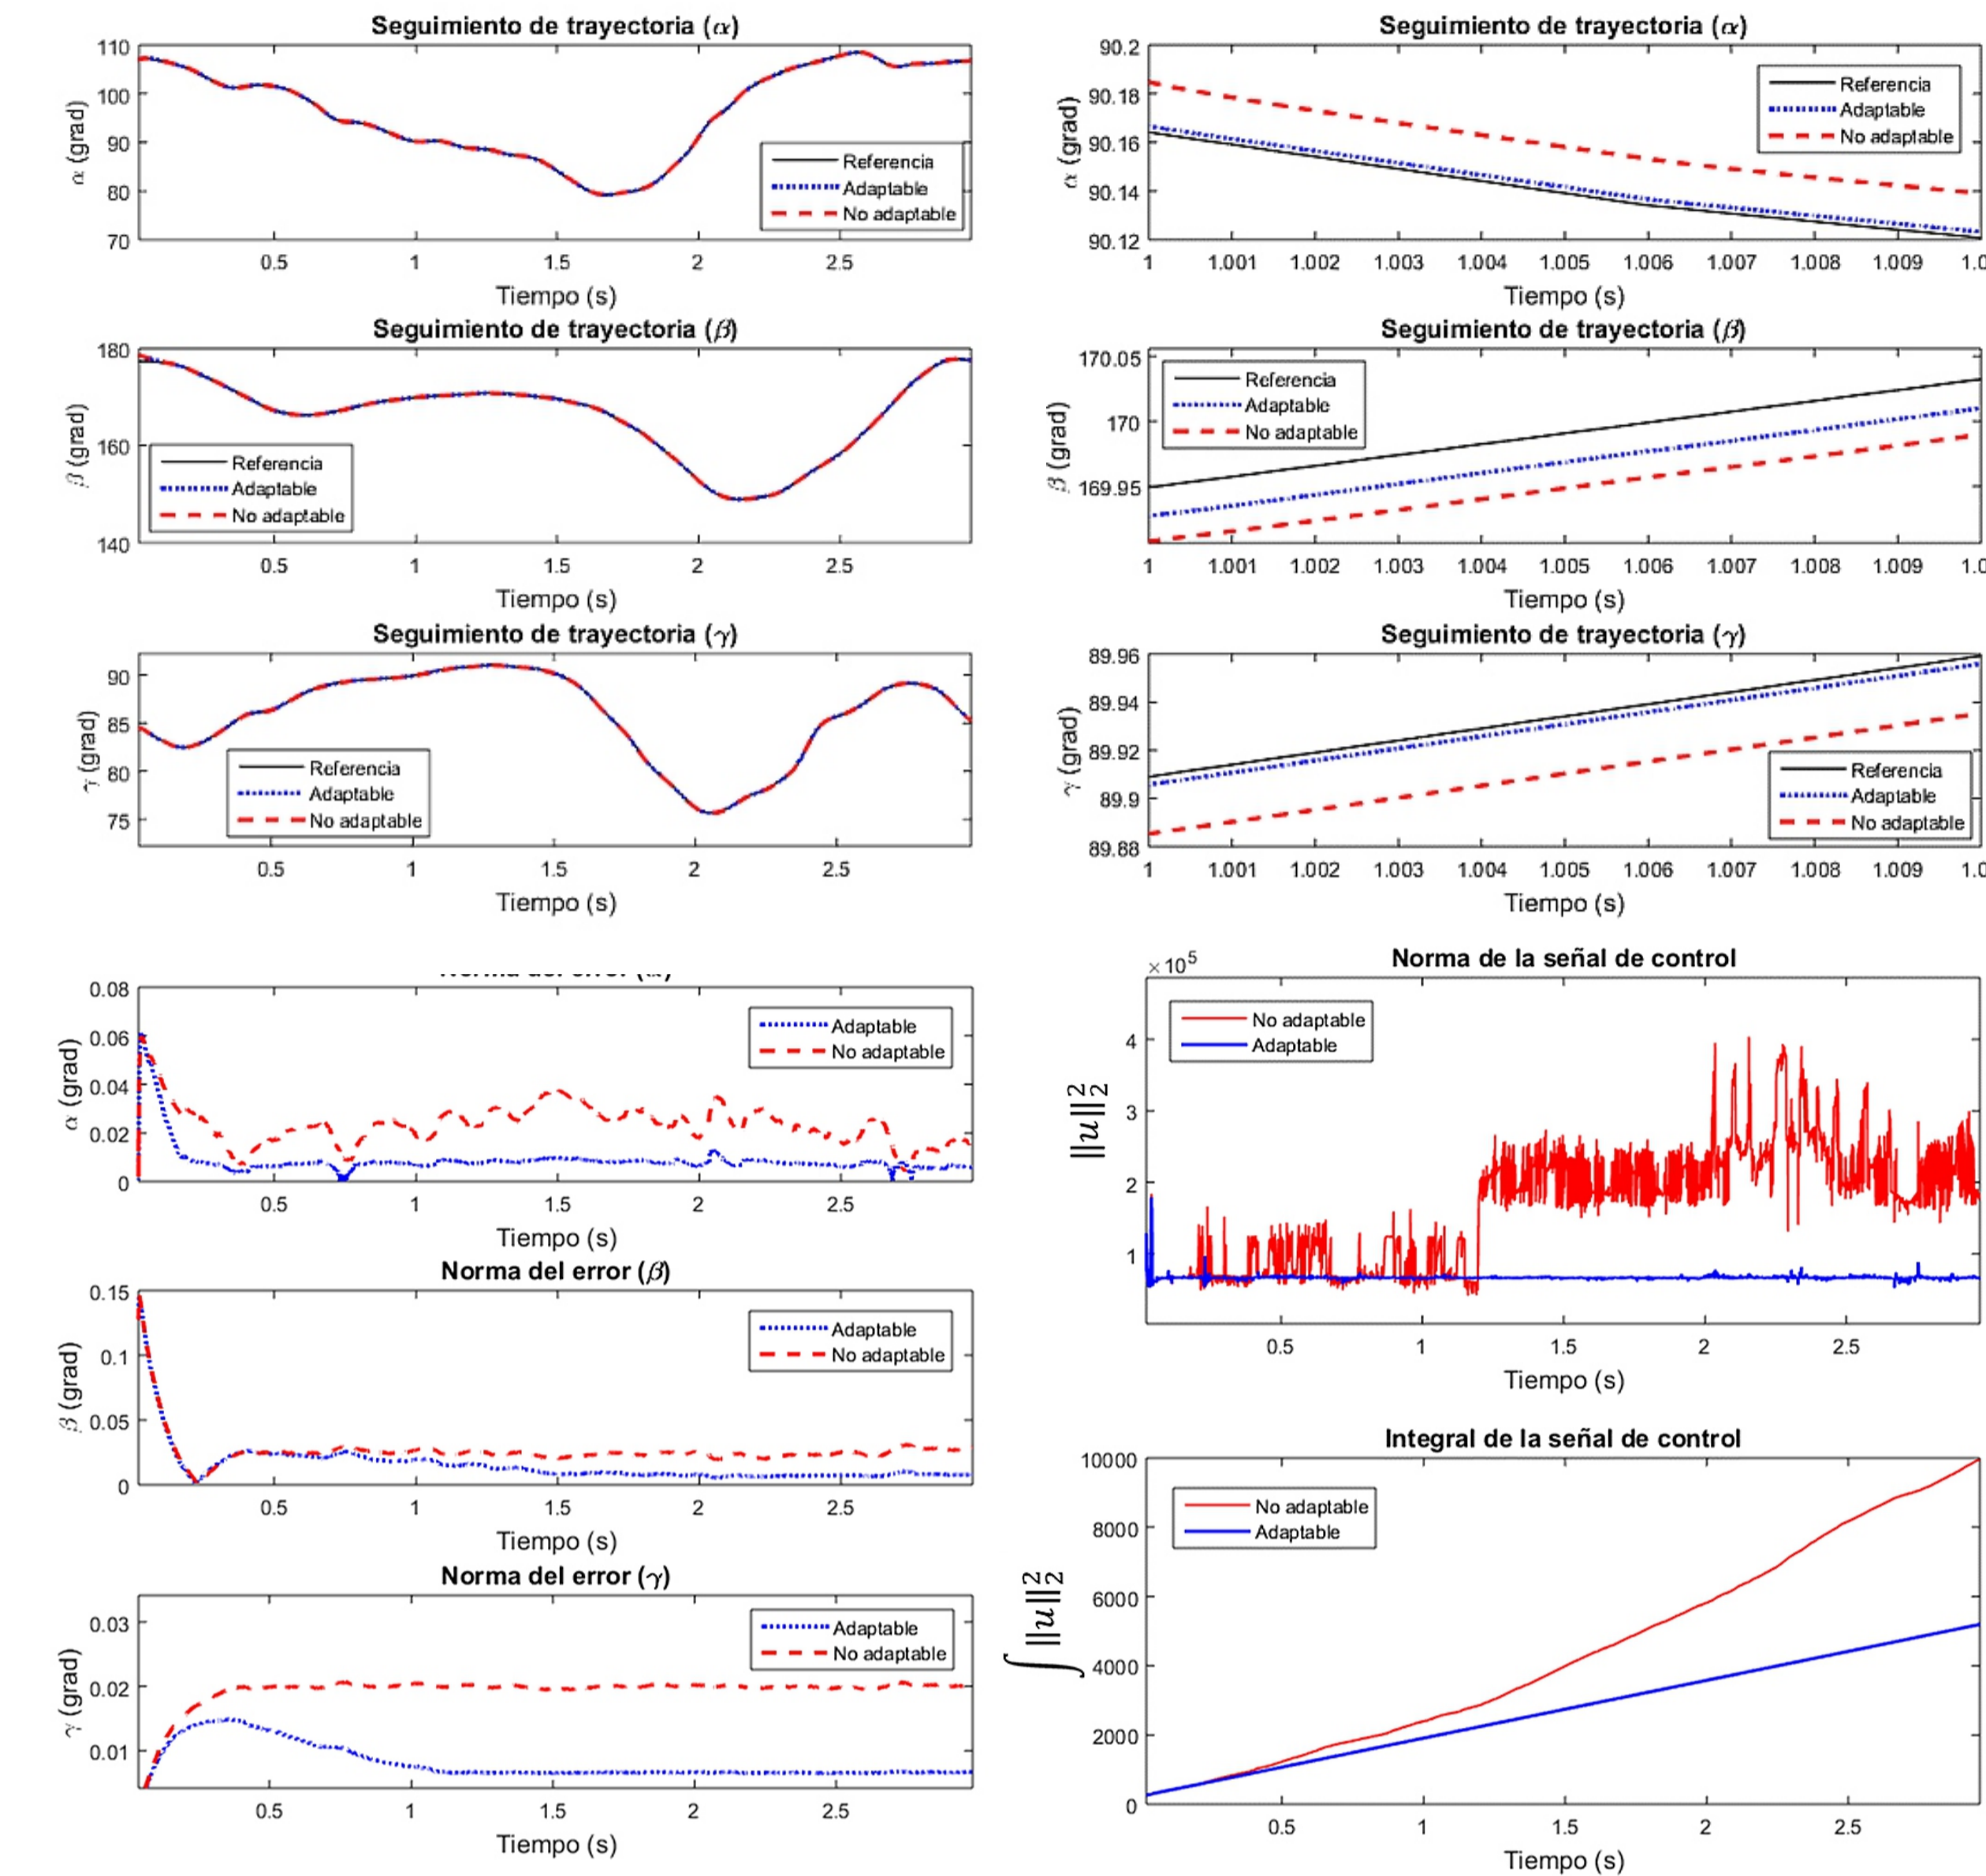 Seguimiento de trayectoria (α)
110
100
90
80
70
α (grad)
Referencia
Adaptable
No adaptable
0.5 1 1.5 2 2.5
Tiempo (s)
Seguimiento de trayectoria (β)
180
160
140
β (grad)
Referencia
Adaptable
No adaptable
0.5 1 1.5 2 2.5
Tiempo (s)
Seguimiento de trayectoria (γ)
90
85
80
75
γ (grad)
Referencia
Adaptable
No adaptable
0.5 1 1.5 2 2.5
Tiempo (s)
Seguimiento de trayectoria (α)
90.2
90.18
90.16
90.14
90.12
α (grad)
Referencia
Adaptable
No adaptable
1 1.001 1.002 1.003 1.004 1.005 1.006 1.007 1.008 1.009 1.0
Tiempo (s)
Seguimiento de trayectoria (β)
170.05
170
169.95
β (grad)
Referencia
Adaptable
No adaptable
1 1.001 1.002 1.003 1.004 1.005 1.006 1.007 1.008 1.009 1.0
Tiempo (s)
Seguimiento de trayectoria (γ)
89.96
89.94
89.92
89.9
89.88
γ (grad)
Referencia
Adaptable
No adaptable
1 1.001 1.002 1.003 1.004 1.005 1.006 1.007 1.008 1.009 1.0
Tiempo (s)
0.08
0.06
0.04
0.02
0
α (grad)
Adaptable
No adaptable
0.5 1 1.5 2 2.5
Tiempo (s)
Norma del error (β)
0.15
0.1
0.05
0
β (grad)
Adaptable
No adaptable
0.5 1 1.5 2 2.5
Tiempo (s)
Norma del error (γ)
0.03
0.02
0.01
γ (grad)
Adaptable
No adaptable
0.5 1 1.5 2 2.5
Tiempo (s)
Norma de la señal de control
×10⁵
4
3
2
1
||u||₂²
No adaptable
Adaptable
0.5 1 1.5 2 2.5
Tiempo (s)
Integral de la señal de control
10000
8000
6000
4000
2000
0
∫ ||u||₂²
No adaptable
Adaptable
0.5 1 1.5 2 2.5
Tiempo (s)